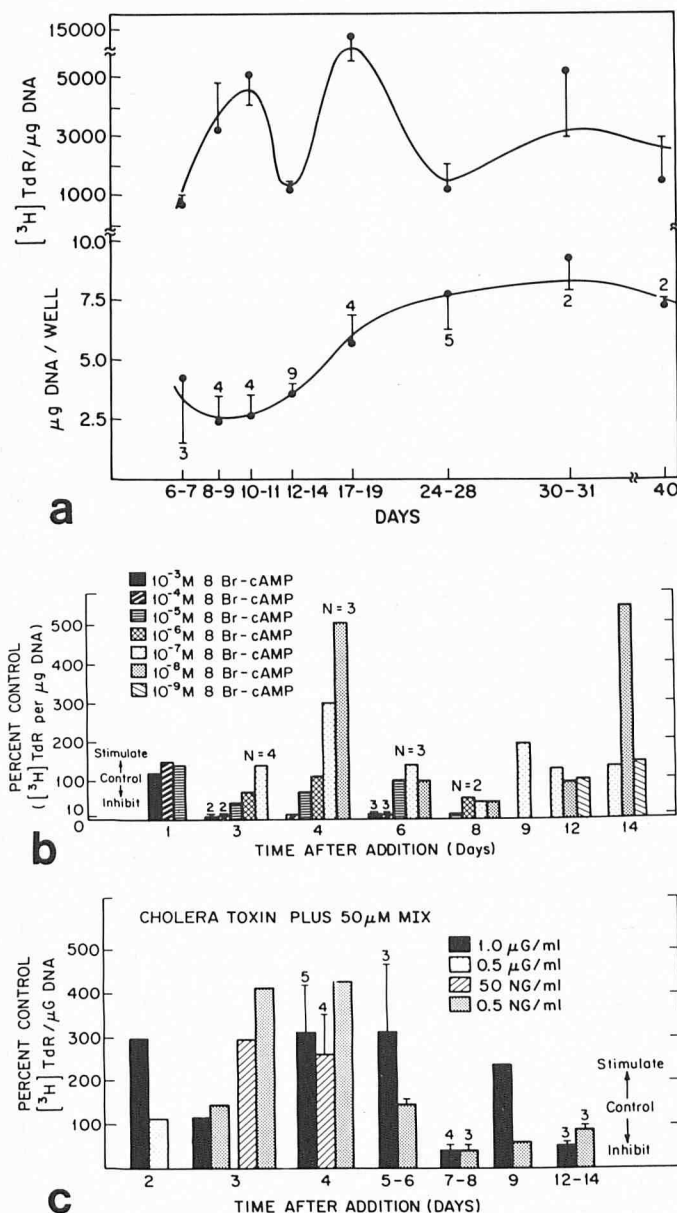 15000
5000
3000
1000
[³H] TdR/μg DNA
10.0
7.5
5.0
2.5
μg DNA / WELL
3
4
4
9
4
5
2
2
6-7 8-9 10-11 12-14 17-19 24-28 30-31 40
DAYS
a
10⁻³M 8 Br-cAMP
10⁻⁴M 8 Br-cAMP
10⁻⁵M 8 Br-cAMP
10⁻⁶M 8 Br-cAMP
10⁻⁷M 8 Br-cAMP
10⁻⁸M 8 Br-cAMP
10⁻⁹M 8 Br-cAMP
PERCENT CONTROL
([³H] TdR per μg DNA)
500
400
300
200
100
10
0
Stimulate
Control
Inhibit
2 2
N=4
N=3
3 3
N=3
N=2
1 3 4 6 8 9 12 14
TIME AFTER ADDITION (Days)
b
CHOLERA TOXIN PLUS 50μM MIX
1.0 μG/ml
0.5 μG/ml
50 NG/ml
0.5 NG/ml
PERCENT CONTROL
[³H] TdR/μG DNA
500
400
300
200
100
5
4
3
4 3
3 3
Stimulate
Control
Inhibit
2 3 4 5-6 7-8 9 12-14
TIME AFTER ADDITION (DAYS)
c